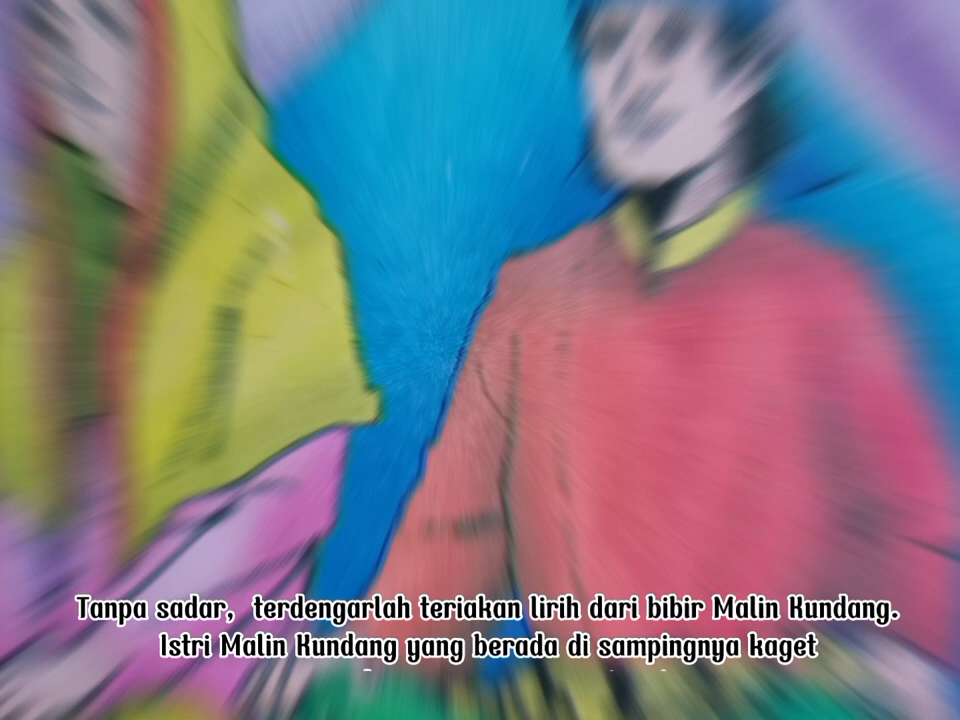 Tanpa sadar, terdengarlah teriakan lirih dari bibir Malin Kundang.
Istri Malin Kundang yang berada di sampingnya kaget